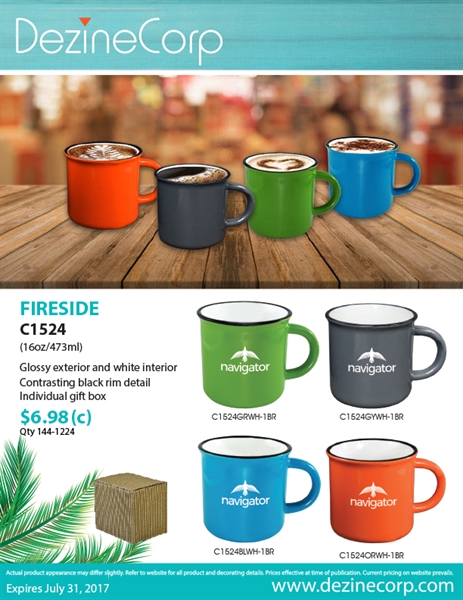 DezineCorp
FIRESIDE
C1524
(16oz/473ml)
Glossy exterior and white interior
Contrasting black rim detail
Individual gift box
$6.98 (c)
Qty 144-1224
navigator
navigator
C1524GRWH-1BR
C1524GYWH-1BR
navigator
navigator
C1524BLWH-1BR
C1524ORWH-1BR
Actual product appearance may differ slightly. Refer to website for all product and decorating details. Prices effective at time of publication. Current pricing on website prevails.
Expires July 31, 2017
www.dezinecorp.com